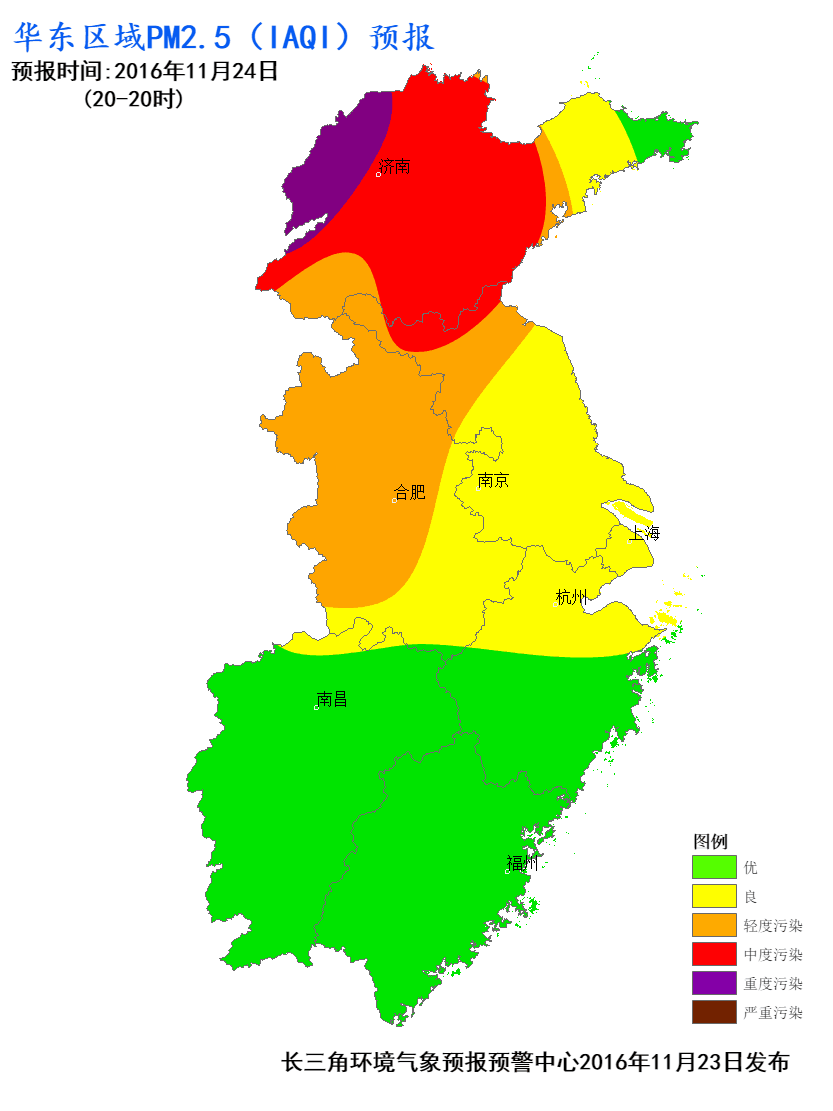 华东区域PM2.5（IAQI）预报
预报时间:2016年11月24日
(20-20时)
济南
南京
合肥
上海
杭州
南昌
福州
图例
优
良
轻度污染
中度污染
重度污染
严重污染
长三角环境气象预报预警中心2016年11月23日发布